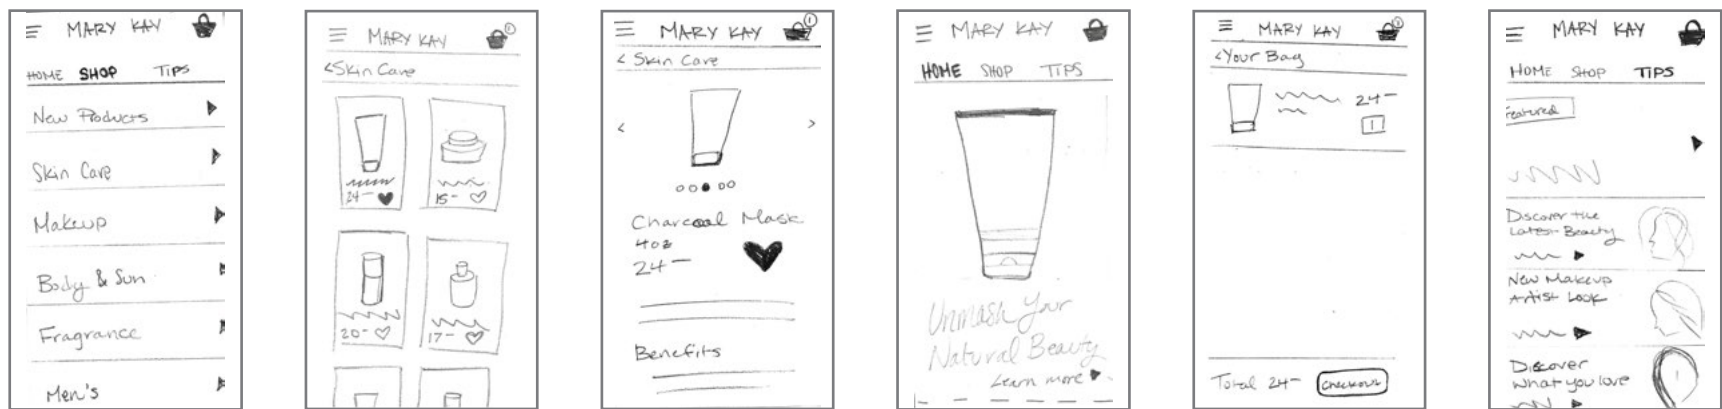 MARY KAY
HOME SHOP TIPS
New Products
Skin Care
Makeup
Body & Sun
Fragrance
Men's
MARY KAY 1
<Skin Care
24- 15-
20- 17-
MARY KAY 1
< Skin Care
< >
Charcoal Mask
4oz
24-
Benefits
MARY KAY
HOME SHOP TIPS
Unmask Your
Natural Beauty
Learn more
MARY KAY 1
<Your Bag
24-
1
Total 24- Checkout
MARY KAY
HOME SHOP TIPS
Featured
Discover the
Latest Beauty
New Makeup
Artist Look
Discover
What you love